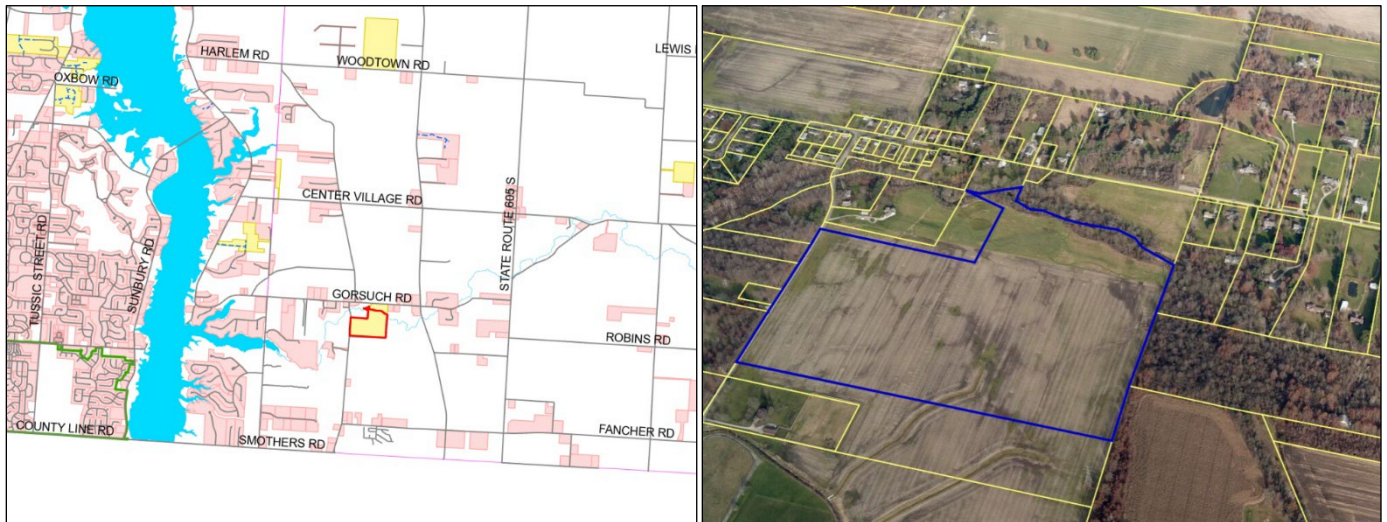 HARLEM RD
WOODTOWN RD
LEWIS
OXBOW RD
CENTER VILLAGE RD
STATE ROUTE 605 S
TUSSIC STREET RD
SUNBURY RD
GORSUCH RD
ROBINS RD
COUNTY LINE RD
SMOTHERS RD
FANCHER RD